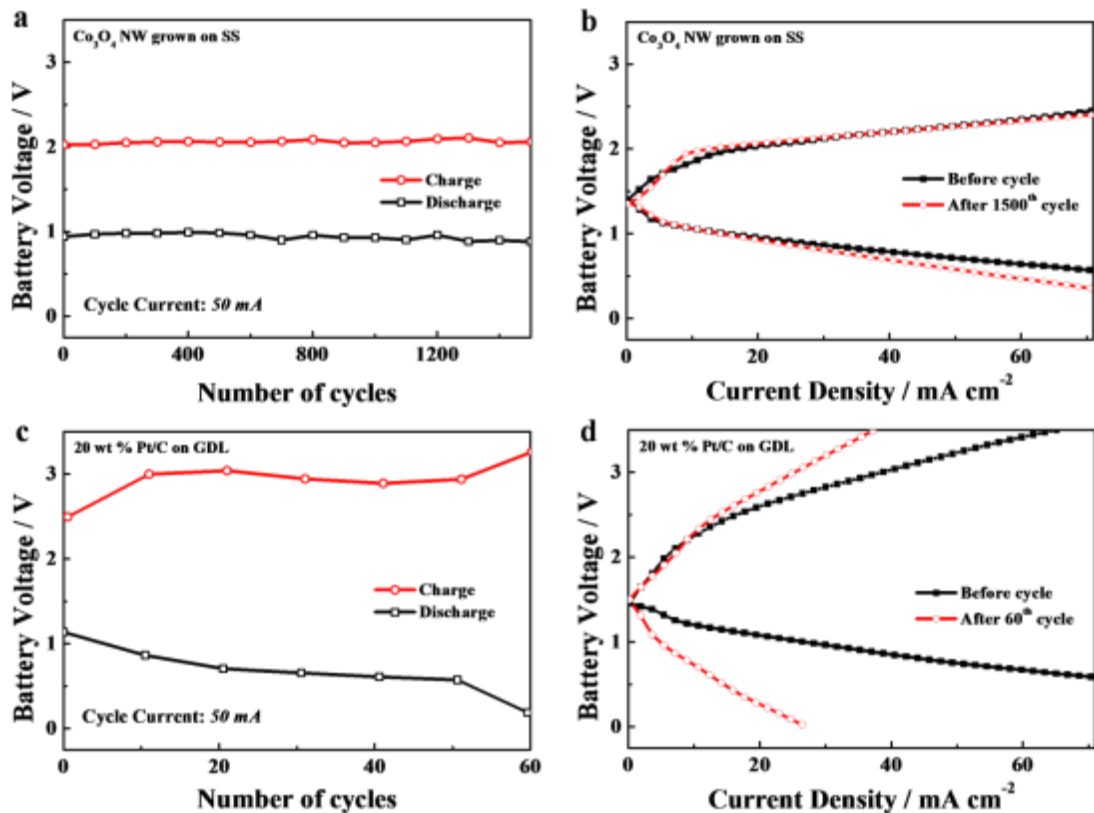 a
Co₃O₄ NW grown on SS
3
2
1
0
Battery Voltage / V
Charge
Discharge
Cycle Current: 50 mA
0 400 800 1200
Number of cycles
b
Co₃O₄ NW grown on SS
3
2
1
0
Battery Voltage / V
Before cycle
After 1500ᵗʰ cycle
0 20 40 60
Current Density / mA cm⁻²
c
20 wt % Pt/C on GDL
3
2
1
0
Battery Voltage / V
Charge
Discharge
Cycle Current: 50 mA
0 20 40 60
Number of cycles
d
20 wt % Pt/C on GDL
3
2
1
0
Battery Voltage / V
Before cycle
After 60ᵗʰ cycle
0 20 40 60
Current Density / mA cm⁻²